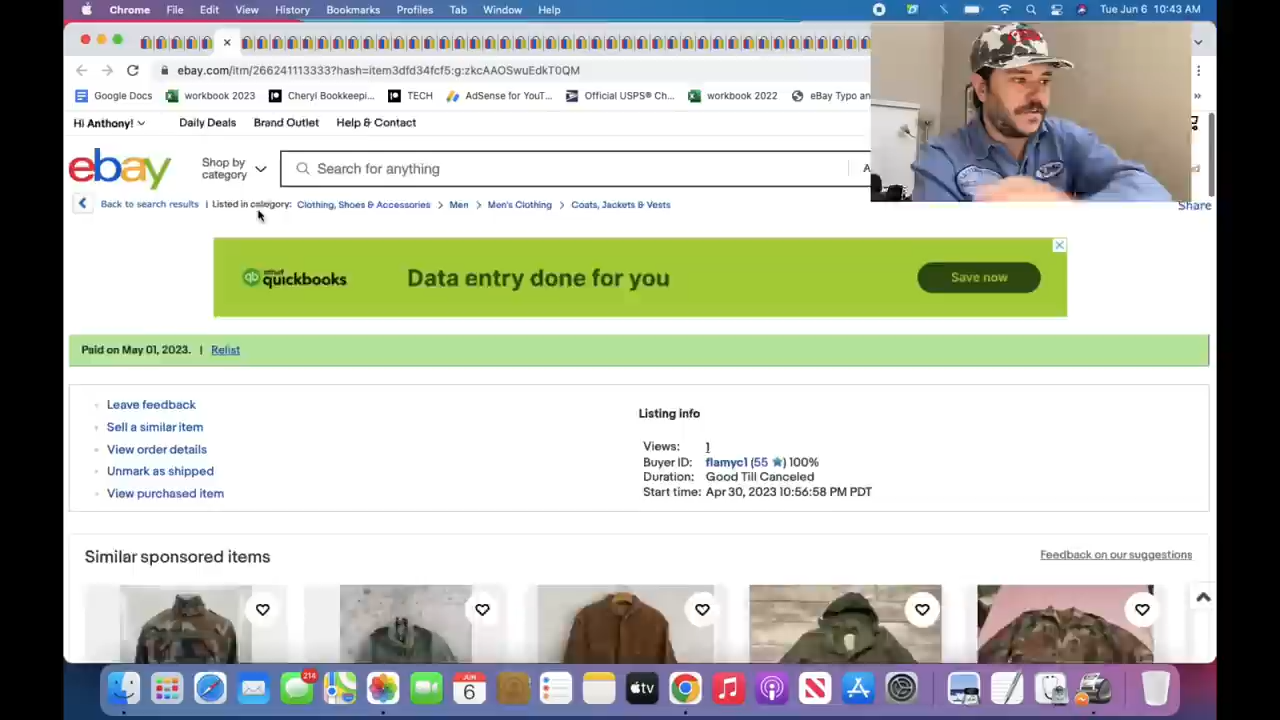 Chrome File Edit View History Bookmarks Profiles Tab Window Help Tue Jun 6 10:43 AM
ebay.com/itm/266241113333?hash=item3dfd34fcf5:g:zkcAAOSwuEdkT0QM
Google Docs workbook 2023 Cheryl Bookeepi... TECH AdSense for YouT... Official USPS® Ch... workbook 2022 eBay Typo an »
Hi Anthony! Daily Deals Brand Outlet Help & Contact
ebay Shop by category Search for anything A
Back to search results | Listed in category: Clothing, Shoes & Accessories > Men > Men's Clothing > Coats, Jackets & Vests Share
intuit quickbooks Data entry done for you Save now
Paid on May 01, 2023. | Relist
Leave feedback
Sell a similar item
View order details
Unmark as shipped
View purchased item
Listing info
Views: 1
Buyer ID: flamyc1 (55 ★) 100%
Duration: Good Till Canceled
Start time: Apr 30, 2023 10:56:58 PM PDT
Similar sponsored items Feedback on our suggestions
214
JUN
6
tv